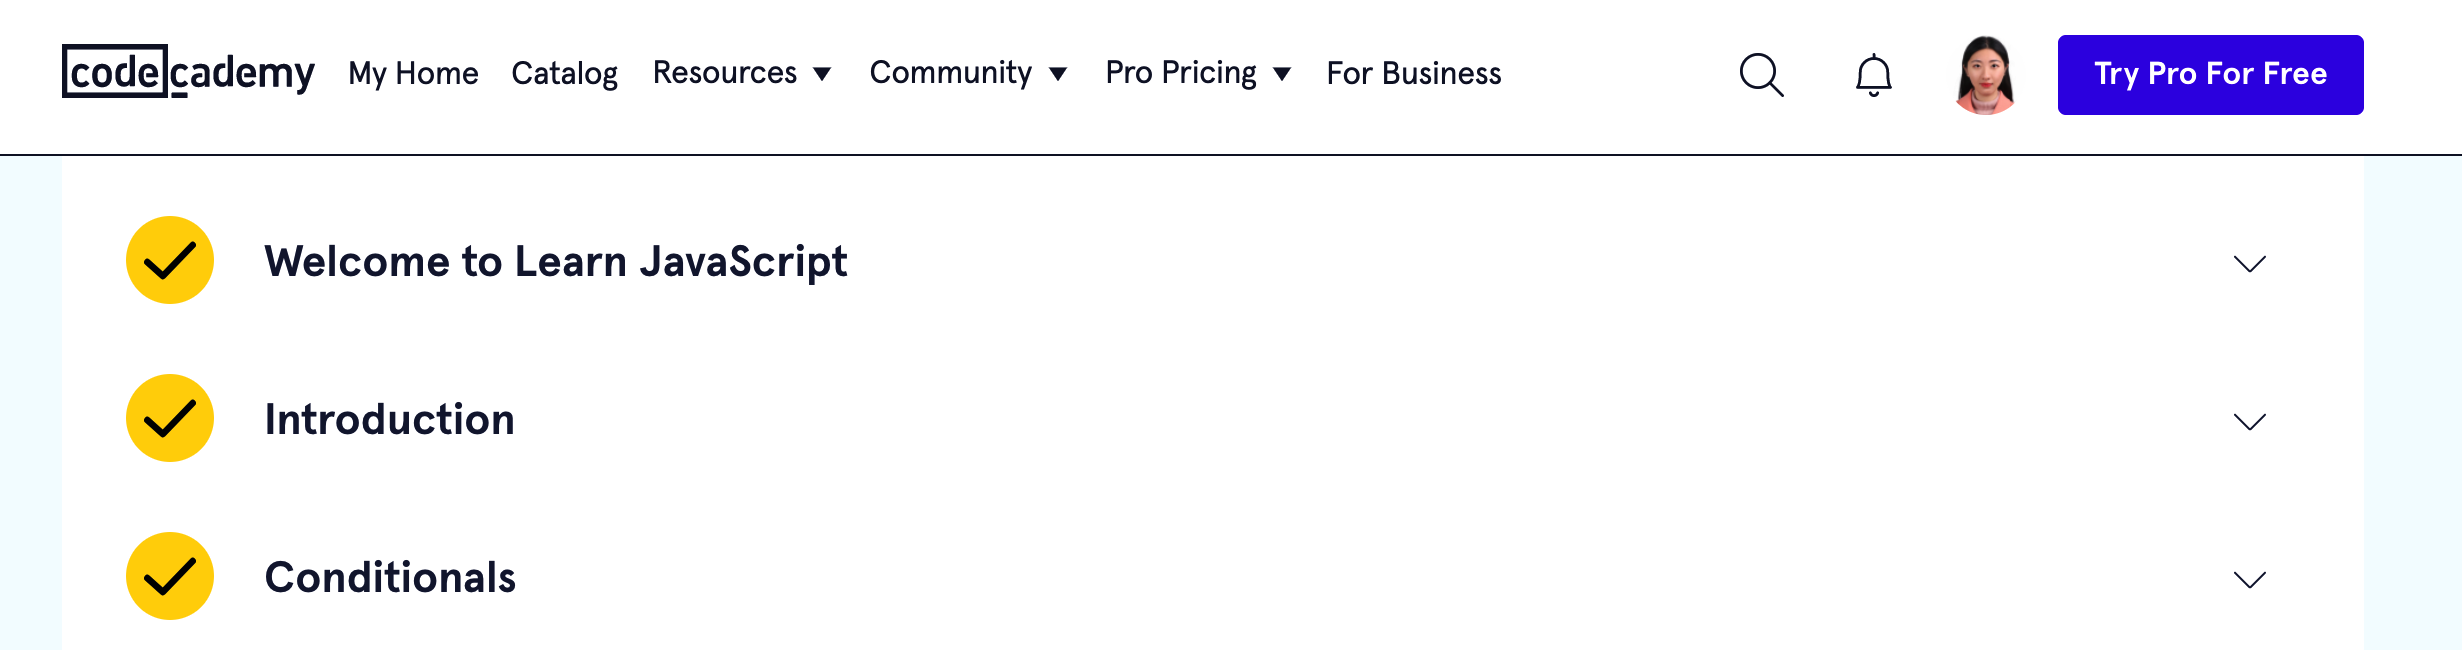 codecademy My Home Catalog Resources Community Pro Pricing For Business Try Pro For Free
Welcome to Learn JavaScript
Introduction
Conditionals